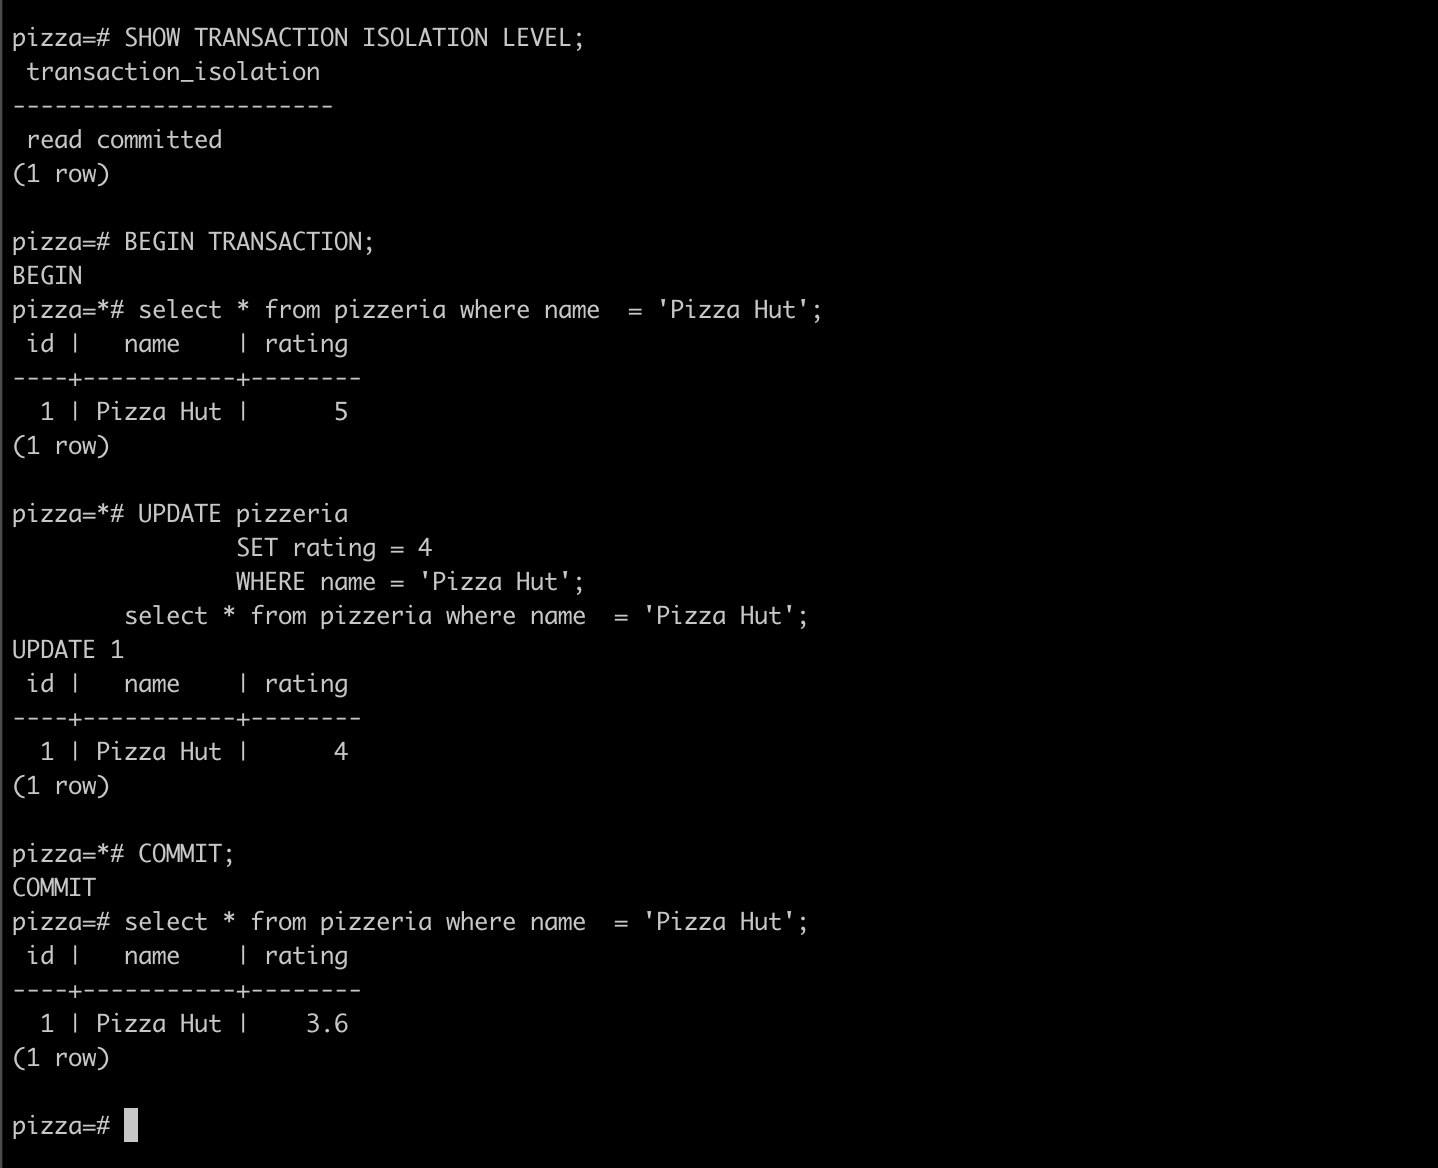 pizza=# SHOW TRANSACTION ISOLATION LEVEL;
 transaction_isolation
-----------------------
 read committed
(1 row)

pizza=# BEGIN TRANSACTION;
BEGIN
pizza=*# select * from pizzeria where name  = 'Pizza Hut';
 id |   name    | rating
----+-----------+--------
  1 | Pizza Hut |      5
(1 row)

pizza=*# UPDATE pizzeria
                SET rating = 4
                WHERE name = 'Pizza Hut';
        select * from pizzeria where name  = 'Pizza Hut';
UPDATE 1
 id |   name    | rating
----+-----------+--------
  1 | Pizza Hut |      4
(1 row)

pizza=*# COMMIT;
COMMIT
pizza=# select * from pizzeria where name  = 'Pizza Hut';
 id |   name    | rating
----+-----------+--------
  1 | Pizza Hut |    3.6
(1 row)

pizza=#